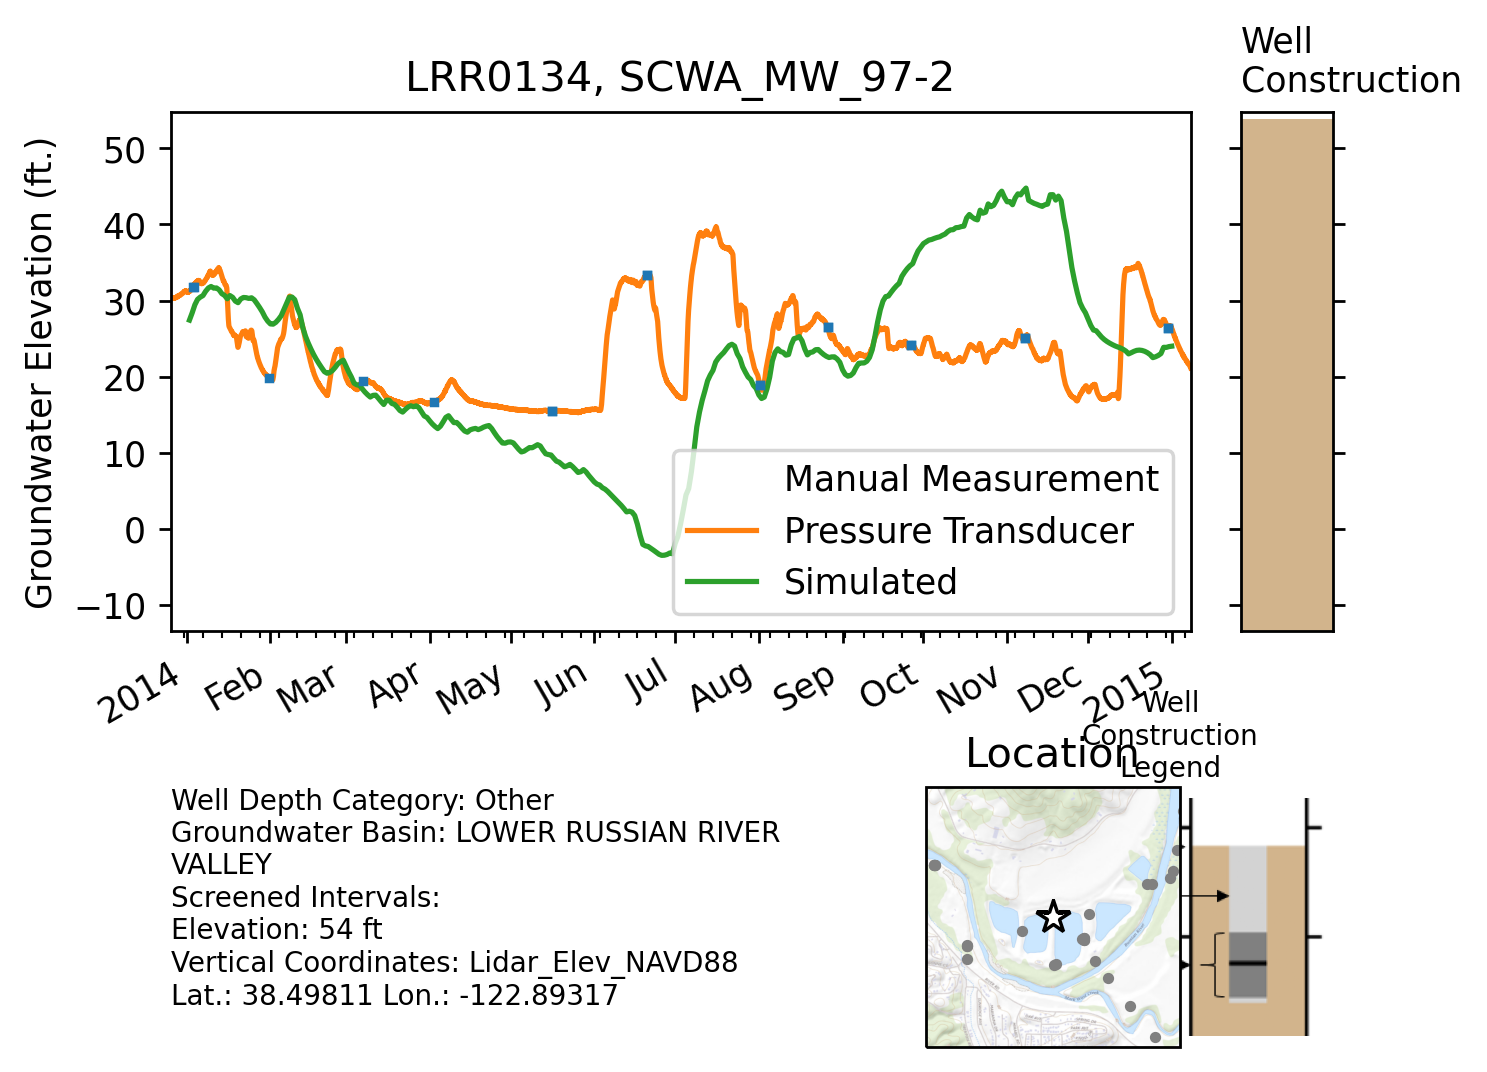 Well
Construction
LRR0134, SCWA_MW_97-2
Groundwater Elevation (ft.)
50
40
30
20
10
0
−10
Manual Measurement
Pressure Transducer
Simulated
2014
Feb
Mar
Apr
May
Jun
Jul
Aug
Sep
Oct
Nov
Dec
2015
Well
Construction
Legend
Location
Well Depth Category: Other
Groundwater Basin: LOWER RUSSIAN RIVER
VALLEY
Screened Intervals:
Elevation: 54 ft
Vertical Coordinates: Lidar_Elev_NAVD88
Lat.: 38.49811 Lon.: -122.89317